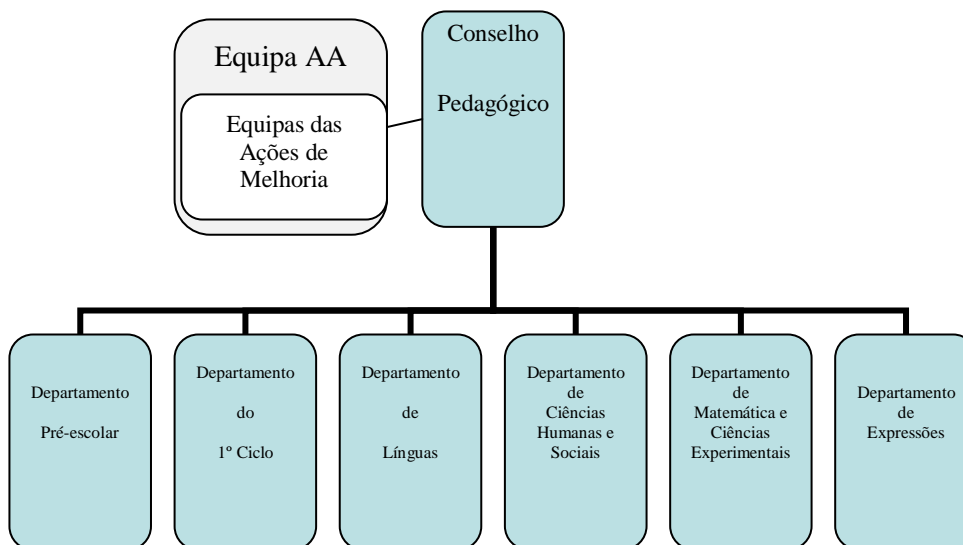 Equipa AA
Equipas das
Ações de
Melhoria
Conselho
Pedagógico
Departamento
Pré-escolar
Departamento
do
1º Ciclo
Departamento
de
Línguas
Departamento
de
Ciências
Humanas e
Sociais
Departamento
de
Matemática e
Ciências
Experimentais
Departamento
de
Expressões